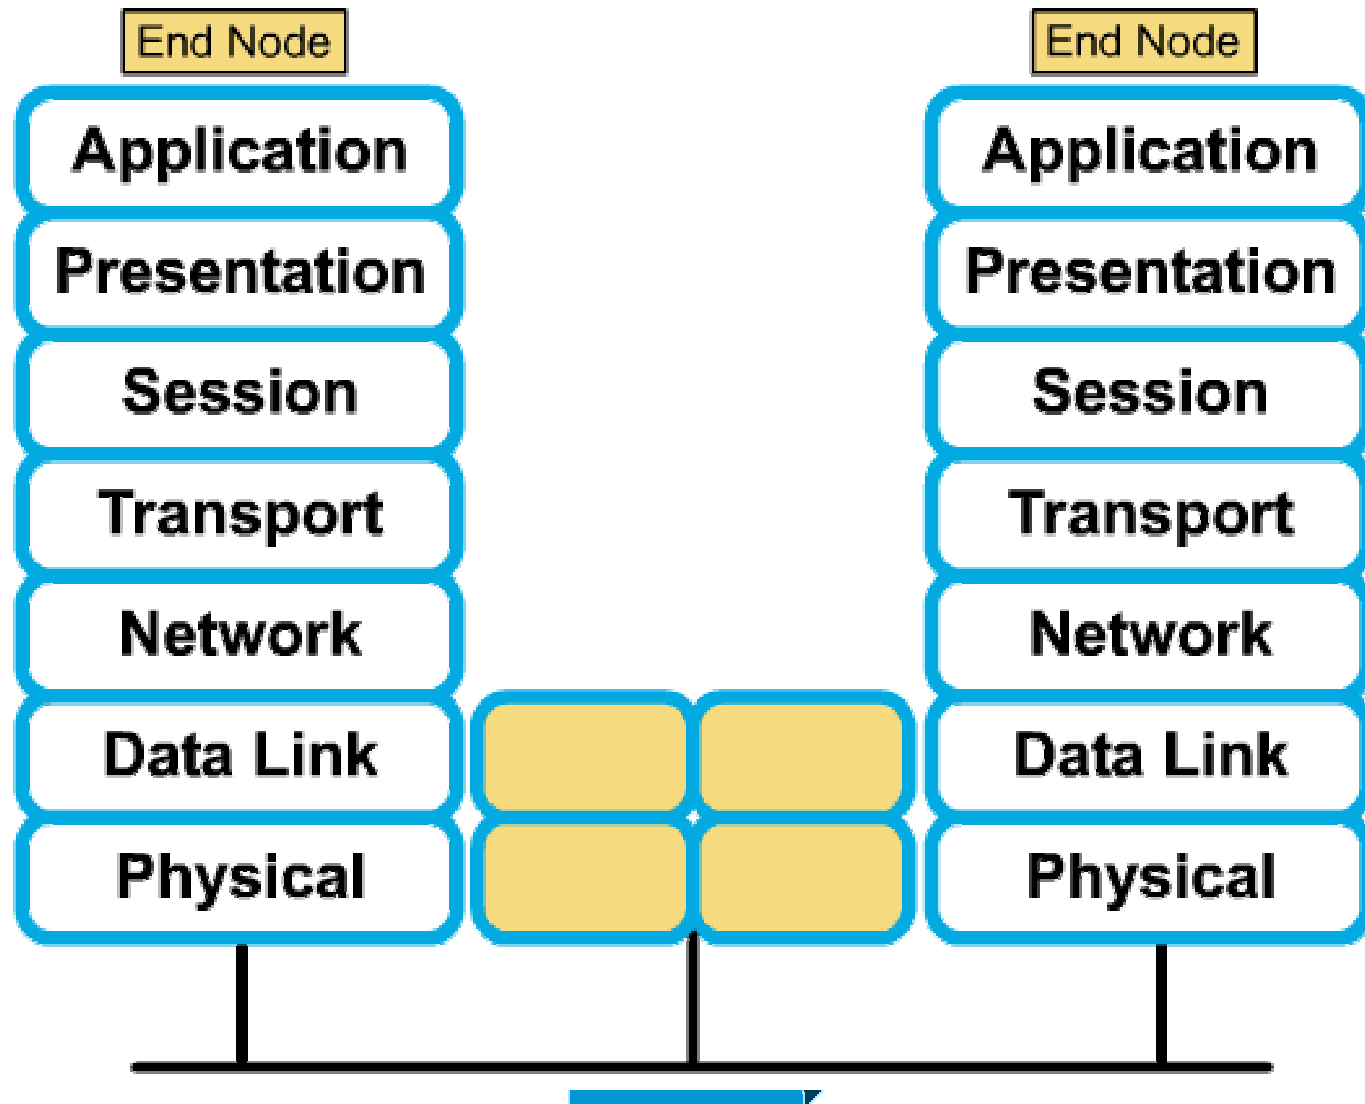 End Node
End Node
Application
Application
Presentation
Presentation
Session
Session
Transport
Transport
Network
Network
Data Link
Data Link
Physical
Physical